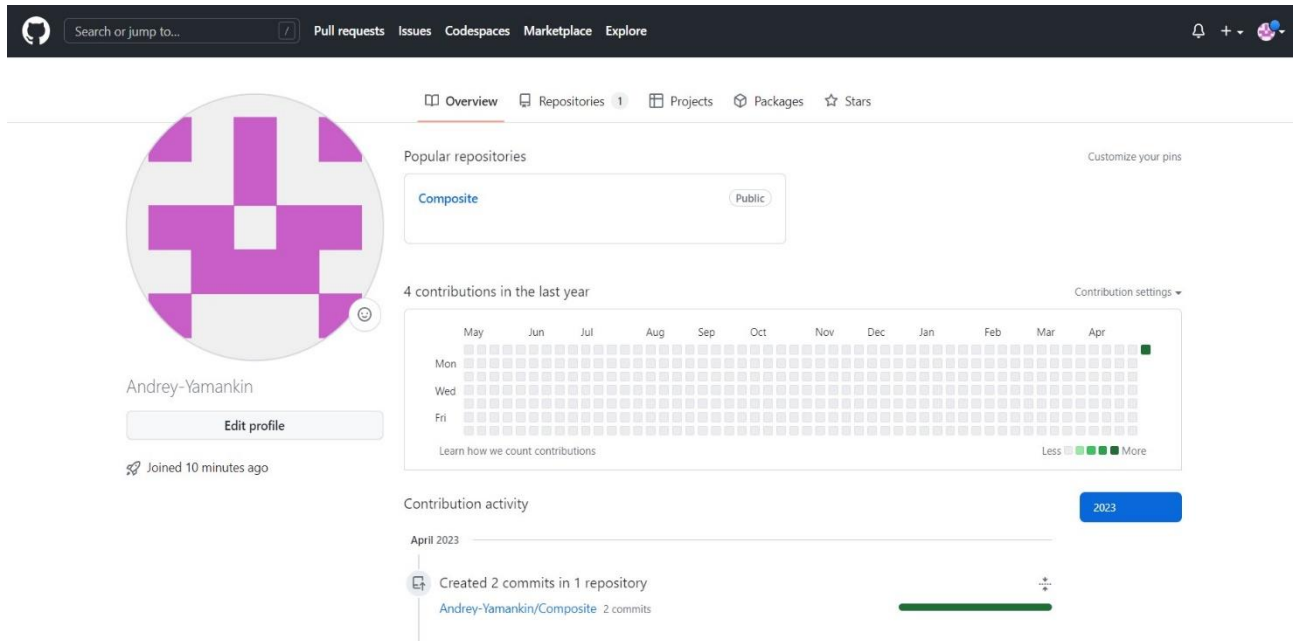 Search or jump to... / Pull requests Issues Codespaces Marketplace Explore
Overview Repositories 1 Projects Packages Stars
Popular repositories Customize your pins
Composite Public
4 contributions in the last year Contribution settings
May Jun Jul Aug Sep Oct Nov Dec Jan Feb Mar Apr
Mon
Wed
Fri
Learn how we count contributions Less More
Andrey-Yamankin
Edit profile
Joined 10 minutes ago
Contribution activity 2023
April 2023
Created 2 commits in 1 repository
Andrey-Yamankin/Composite 2 commits